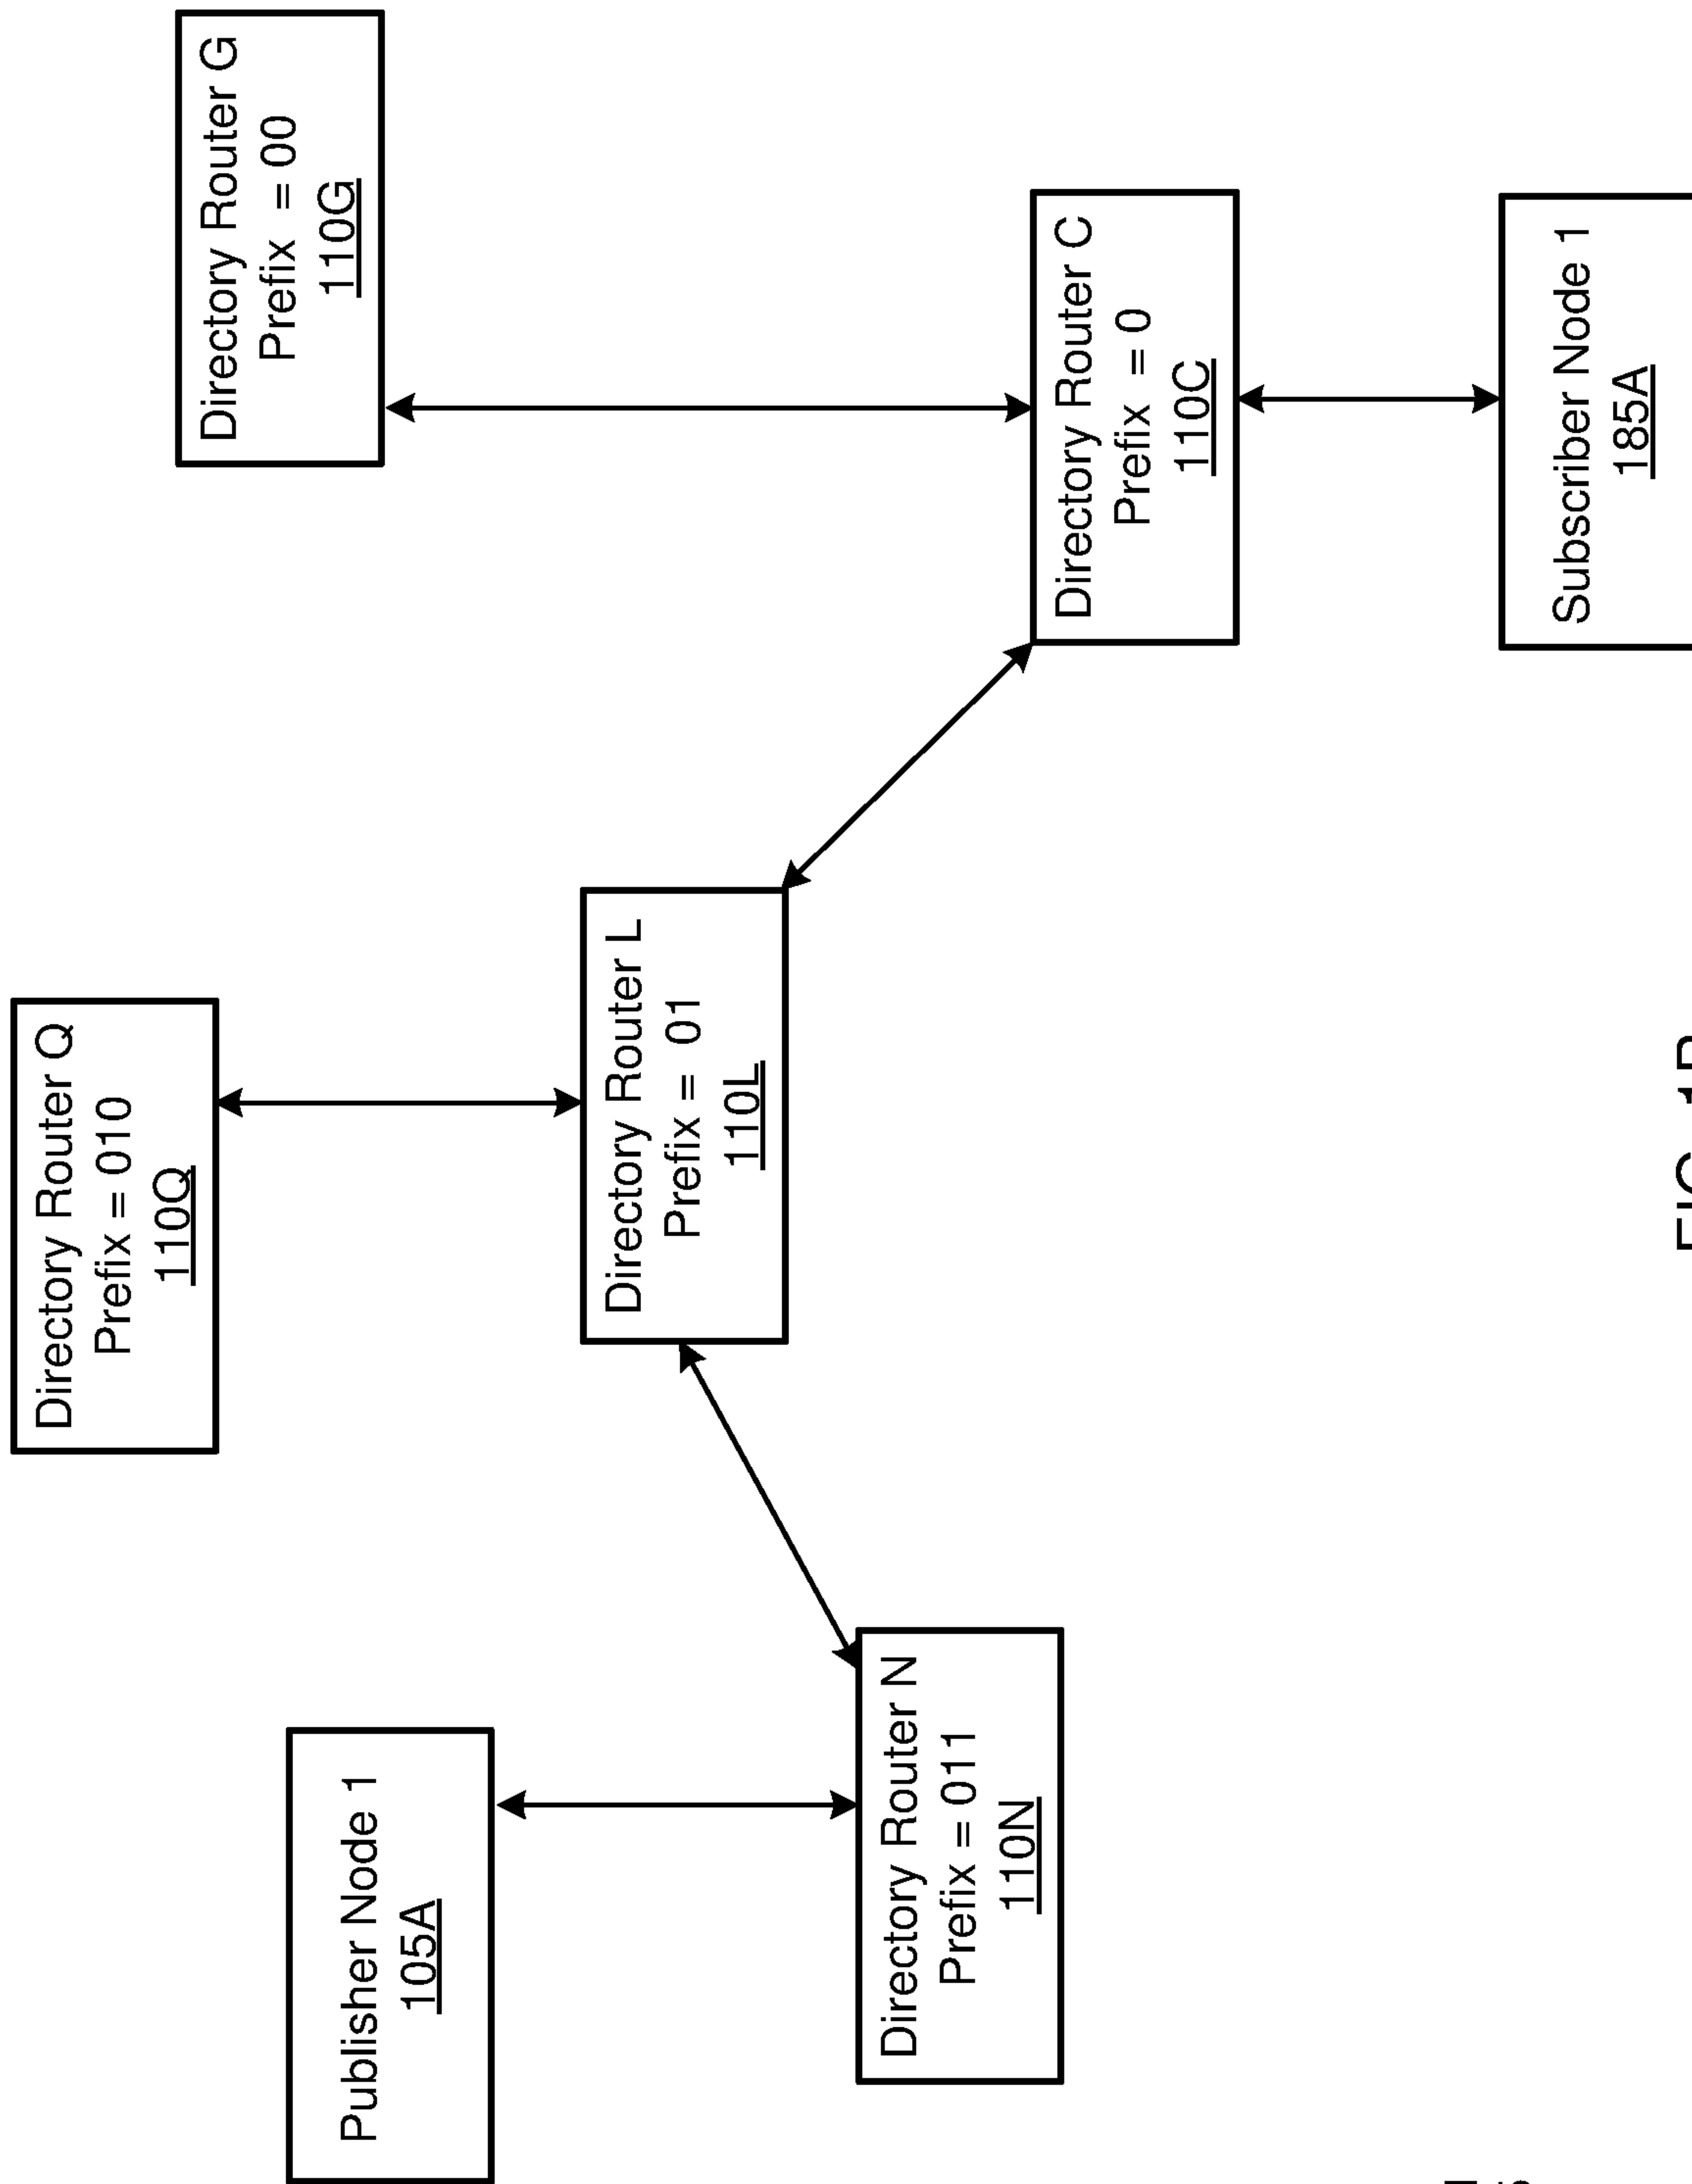 Directory Router Q
Prefix = 010
110Q
Directory Router G
Prefix = 00
110G
Publisher Node 1
105A
Directory Router L
Prefix = 01
110L
Directory Router N
Prefix = 011
110N
Directory Router C
Prefix = 0
110C
Subscriber Node 1
185A